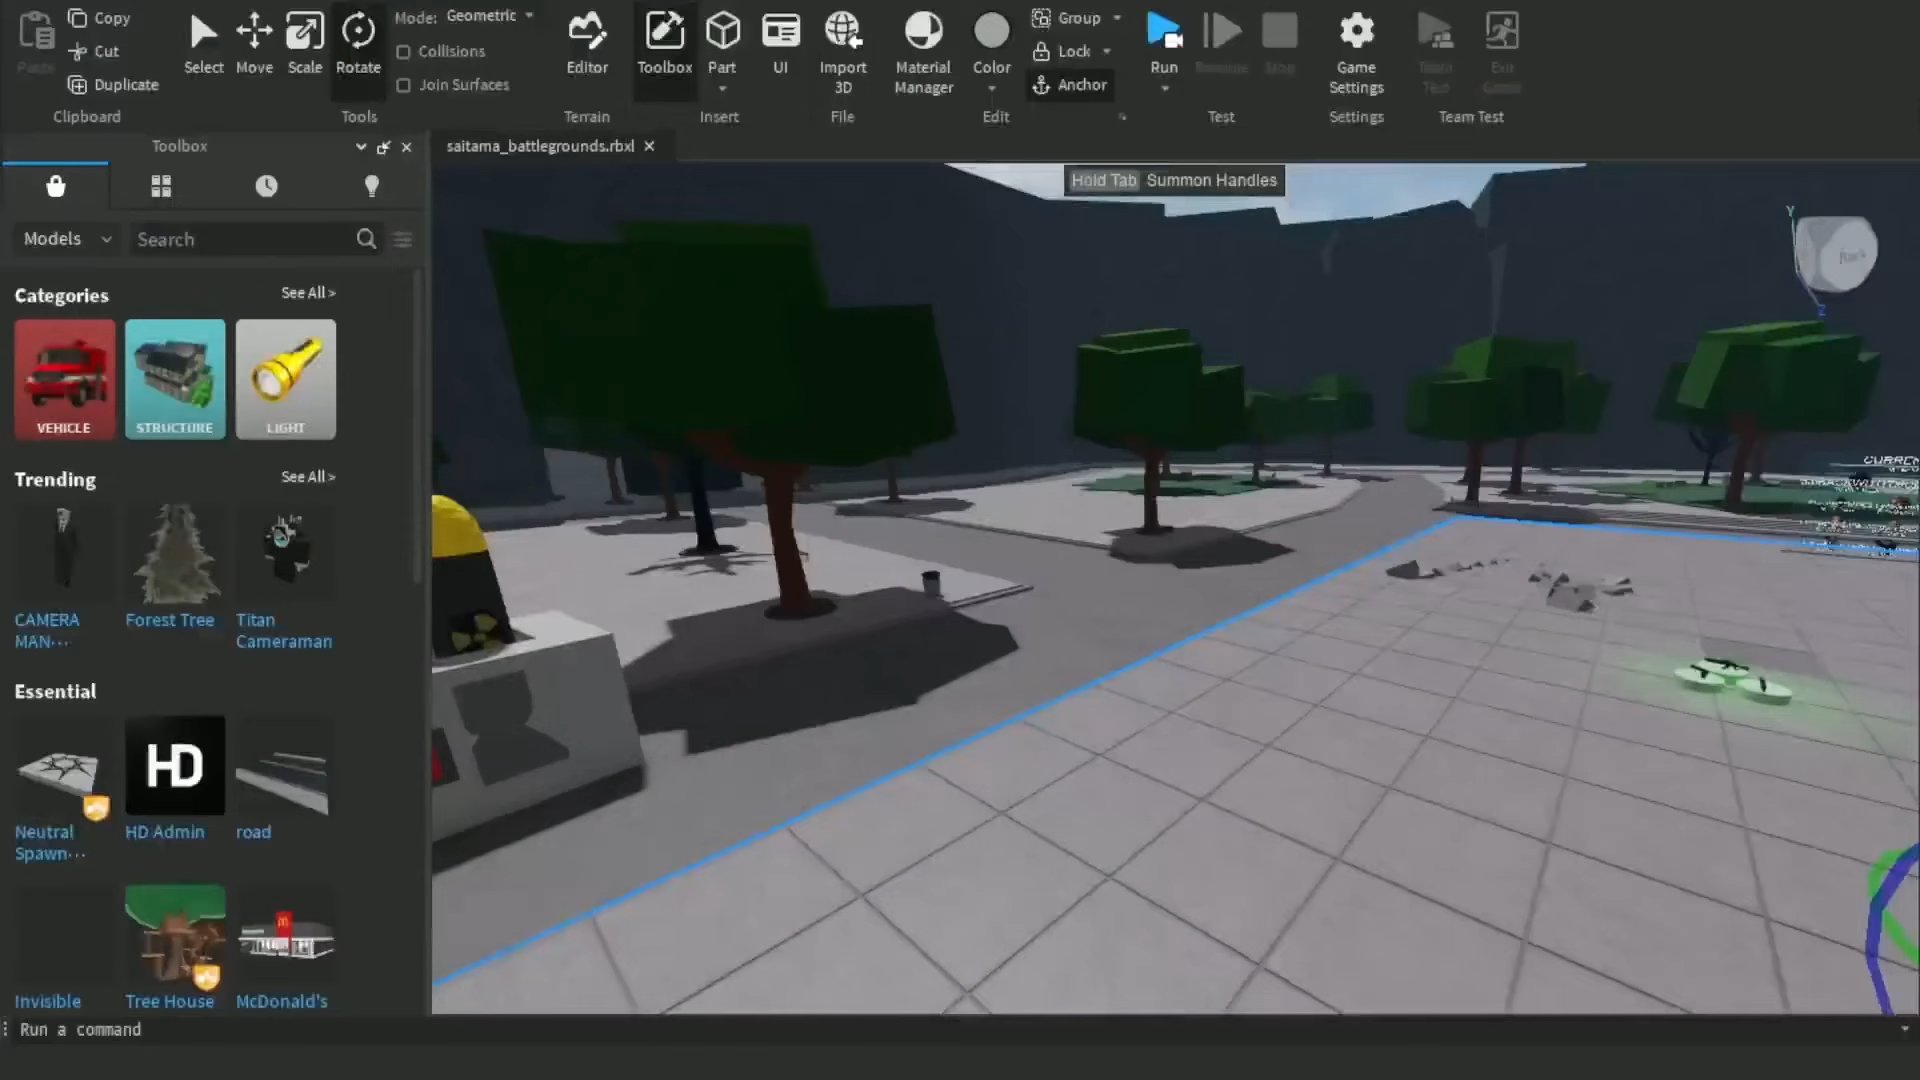 Copy
Cut
Duplicate
Clipboard
Select
Move
Scale
Rotate
Mode: Geometric
Collisions
Join Surfaces
Tools
Editor
Terrain
Toolbox
Part
UI
Insert
Import
3D
File
Material
Manager
Color
Group
Lock
Anchor
Edit
Run
Test
Game
Settings
Settings
Team Test
Toolbox
saitama_battlegrounds.rbxl
Hold Tab Summon Handles
Models
Search
Categories
See All >
VEHICLE
STRUCTURE
LIGHT
Trending
See All >
CAMERA
MAN···
Forest Tree
Titan
Cameraman
Essential
Neutral
Spawn···
HD
HD Admin
road
Invisible
Tree House
McDonald's
Y
Z
Run a command